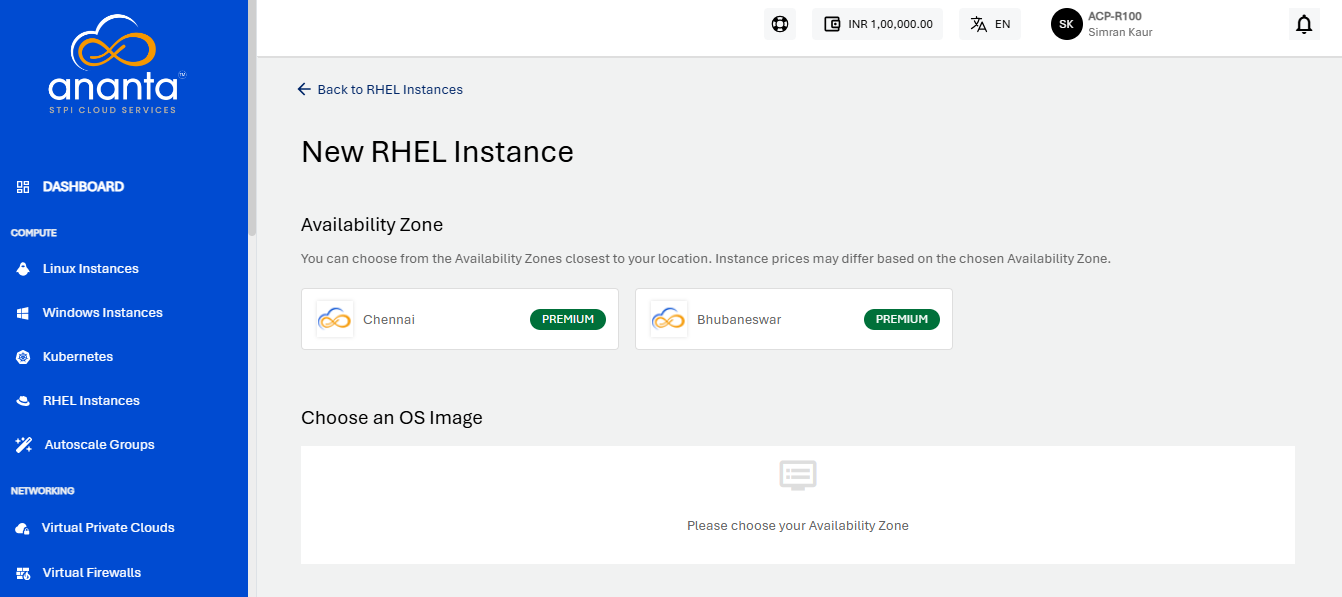 ananta™
STPI CLOUD SERVICES
DASHBOARD
COMPUTE
Linux Instances
Windows Instances
Kubernetes
RHEL Instances
Autoscale Groups
NETWORKING
Virtual Private Clouds
Virtual Firewalls
INR 1,00,000.00
EN
SK
ACP-R100
Simran Kaur
Back to RHEL Instances
New RHEL Instance
Availability Zone
You can choose from the Availability Zones closest to your location. Instance prices may differ based on the chosen Availability Zone.
Chennai PREMIUM
Bhubaneswar PREMIUM
Choose an OS Image
Please choose your Availability Zone